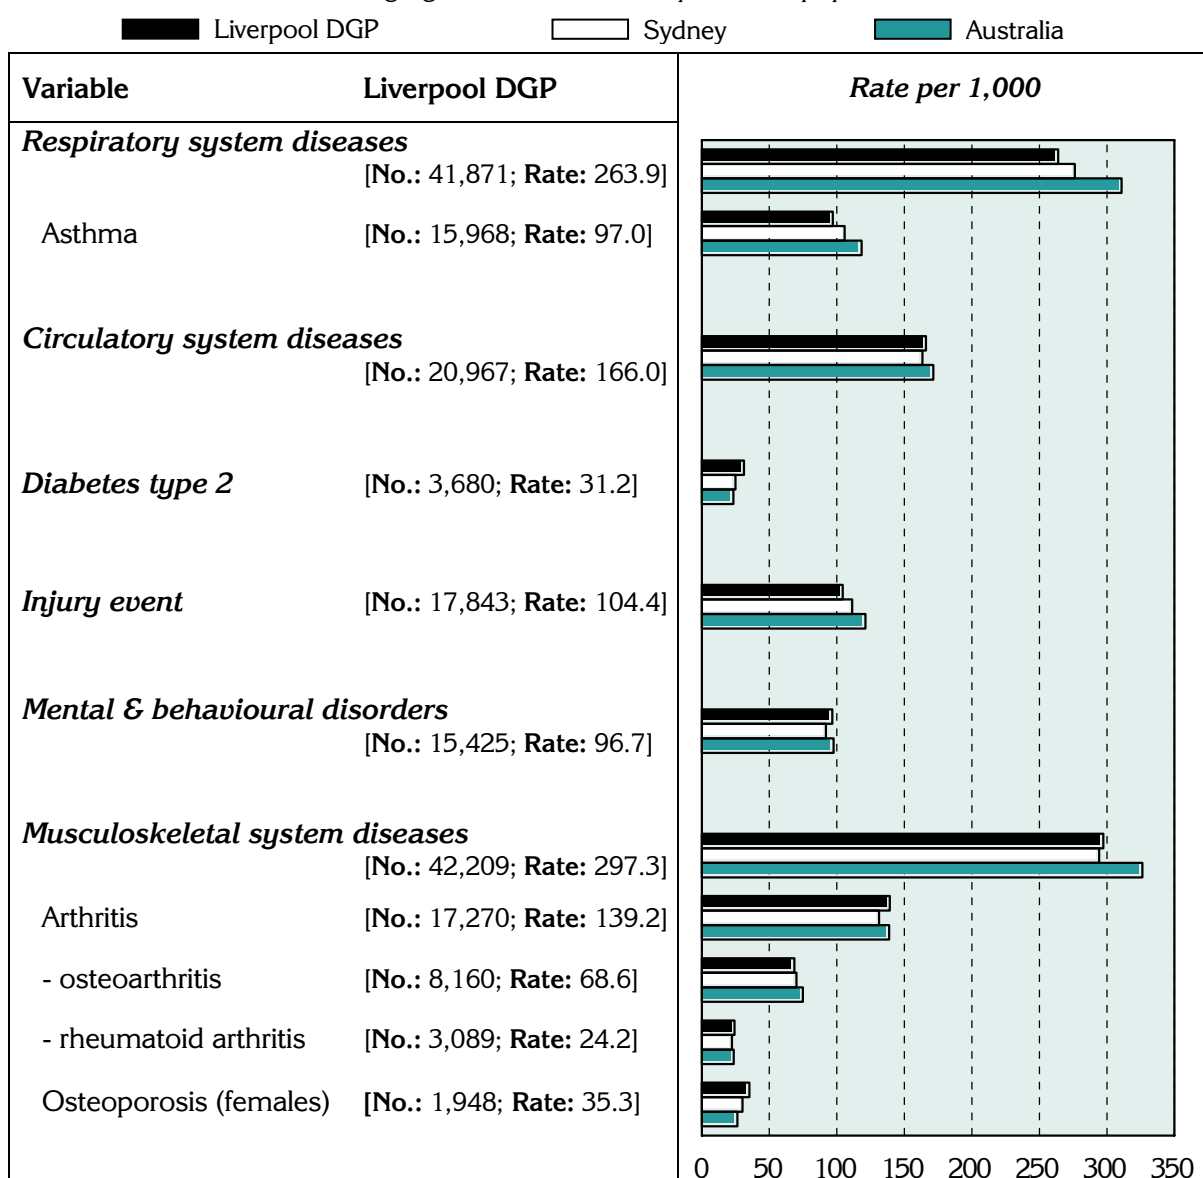 Liverpool DGP Sydney Australia
Variable Liverpool DGP Rate per 1,000
Respiratory system diseases
[No.: 41,871; Rate: 263.9]
Asthma [No.: 15,968; Rate: 97.0]
Circulatory system diseases
[No.: 20,967; Rate: 166.0]
Diabetes type 2 [No.: 3,680; Rate: 31.2]
Injury event [No.: 17,843; Rate: 104.4]
Mental & behavioural disorders
[No.: 15,425; Rate: 96.7]
Musculoskeletal system diseases
[No.: 42,209; Rate: 297.3]
Arthritis [No.: 17,270; Rate: 139.2]
- osteoarthritis [No.: 8,160; Rate: 68.6]
- rheumatoid arthritis [No.: 3,089; Rate: 24.2]
Osteoporosis (females) [No.: 1,948; Rate: 35.3]
0 50 100 150 200 250 300 350